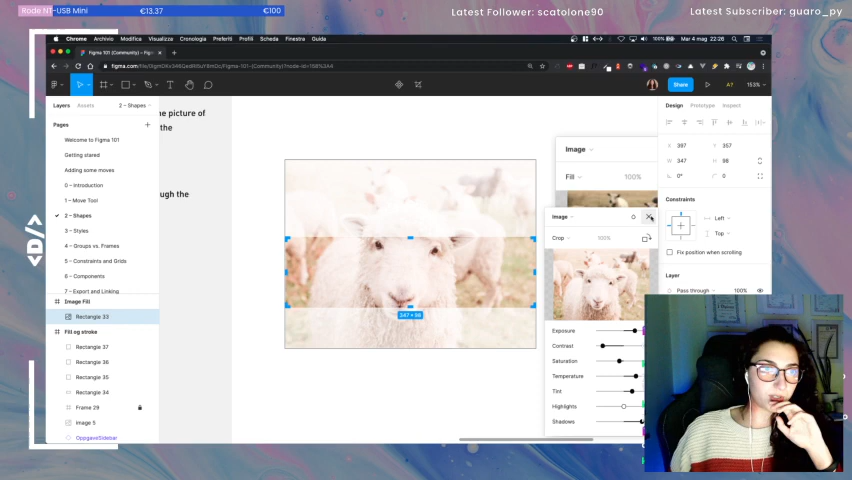 Rode NT-USB Mini €13.37 €100
Latest Follower: scatolone90
Latest Subscriber: guaro_py
Chrome Archivio Modifica Visualizza Cronologia Preferiti Profili Scheda Finestra Guida
100% Mar 4 mag 22:26
Figma 101 (Community) – Fig
Share
A?
153%
Layers Assets 2 – Shapes
Pages
Welcome to Figma 101
Getting stared
Adding some moves
0 – Introduction
1 – Move Tool
2 – Shapes
3 – Styles
4 – Groups vs. Frames
5 – Constraints and Grids
6 – Components
7 – Export and Linking
Image Fill
Rectangle 33
Fill og stroke
Rectangle 37
Rectangle 36
Rectangle 35
Rectangle 34
Frame 29
image 5
OppgaveSidebar
he picture of
the
ugh the
347 × 98
Image
Fill 100%
Image
Crop 100%
Exposure
Contrast
Saturation
Temperature
Tint
Highlights
Shadows
Design Prototype Inspect
X 397 Y 357
W 347 H 98
0° 0
Constraints
Left
Top
Fix position when scrolling
Layer
Pass through 100%